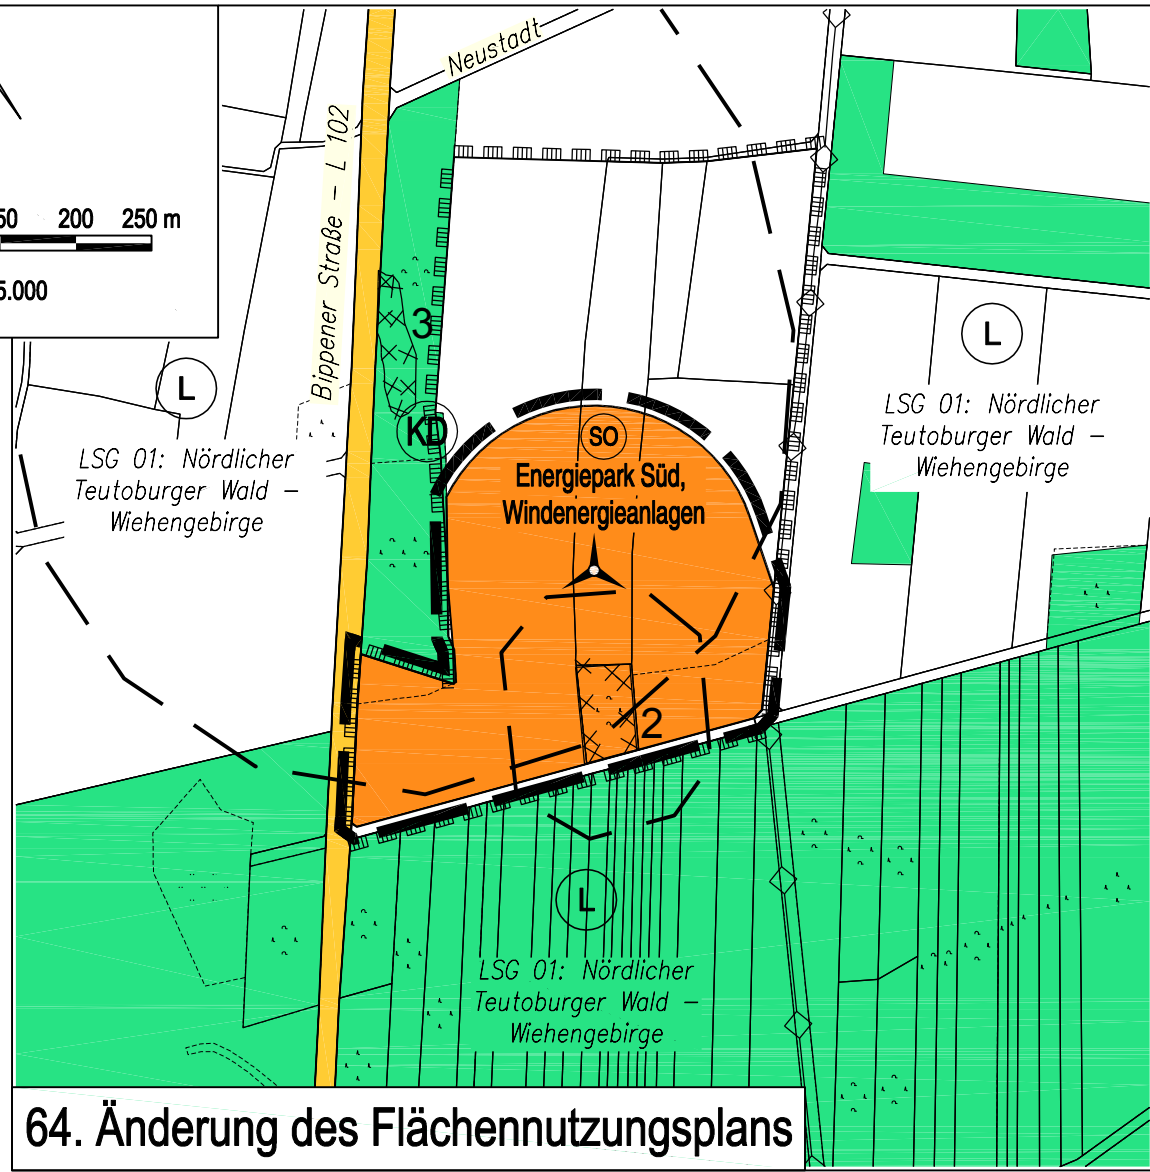 Neustadt
Bippener Straße - L 102
50 200 250 m
5.000
L
LSG 01: Nördlicher
Teutoburger Wald -
Wiehengebirge
3
KD
SO
Energiepark Süd,
Windenergieanlagen
2
L
LSG 01: Nördlicher
Teutoburger Wald -
Wiehengebirge
L
LSG 01: Nördlicher
Teutoburger Wald -
Wiehengebirge
64. Änderung des Flächennutzungsplans